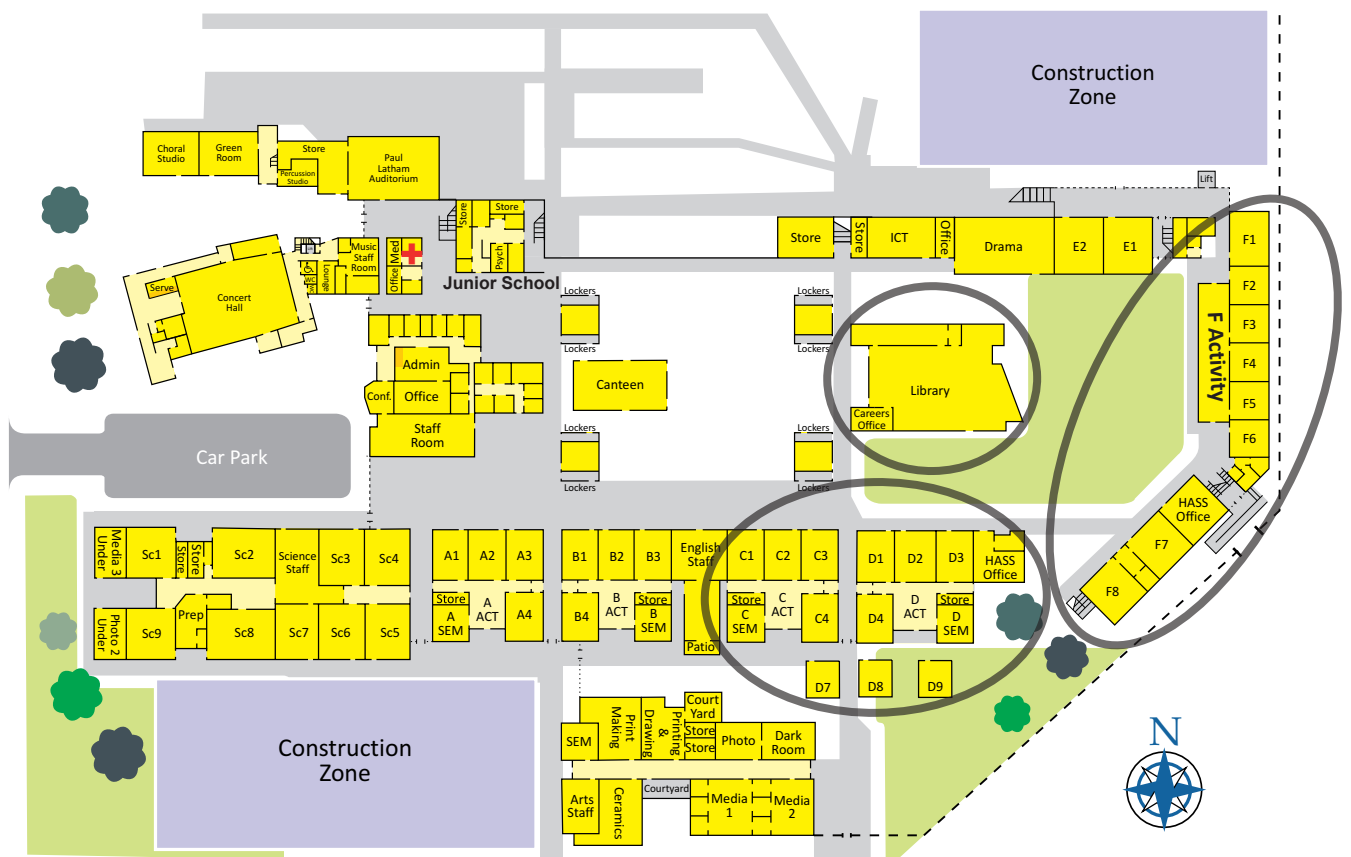 Construction
Zone
Choral
Studio
Green
Room
Store
Percussion
Studio
Paul
Latham
Auditorium
Lift
Store
Store
Psych
Junior School
Music
Staff
Room
Lounge
WC
Med
Office
Serve
Concert
Hall
Store
Store
ICT
Office
Drama
E2
E1
F1
F2
F3
F4
F5
F6
F Activity
Lockers
Lockers
Lockers
Lockers
Canteen
Lockers
Lockers
Lockers
Lockers
Library
Careers
Office
Admin
Conf.
Office
Staff
Room
Car Park
HASS
Office
F7
F8
Media 3
Under
Sc1
Store
Store
Sc2
Science
Staff
Sc3
Sc4
Photo 2
Under
Sc9
Prep
Sc8
Sc7
Sc6
Sc5
A1
A2
A3
Store
A
SEM
A
ACT
A4
B1
B2
B3
B4
B
ACT
Store
B
SEM
English
Staff
Patio
C1
C2
C3
Store
C
SEM
C
ACT
C4
D1
D2
D3
HASS
Office
D4
D
ACT
Store
D
SEM
D7
D8
D9
Construction
Zone
SEM
Print
Making
Drawing
&
Printing
Court
Yard
Store
Store
Photo
Dark
Room
Arts
Staff
Ceramics
Courtyard
Media
1
Media
2
N